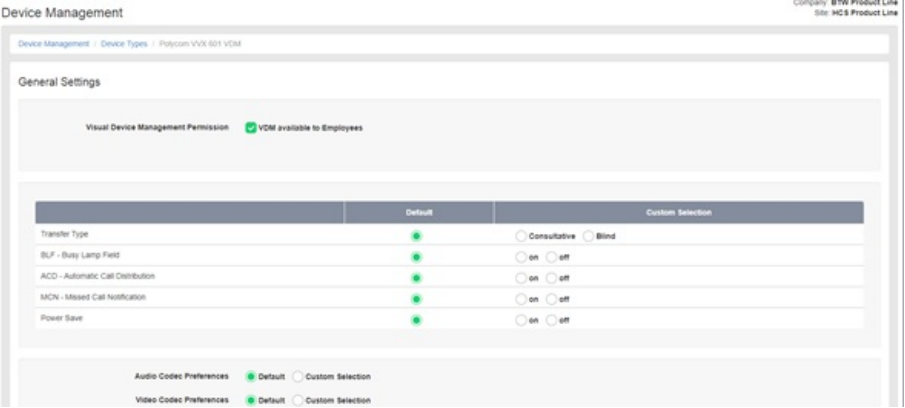 Company: BTW Product Line
Device Management
Site: HCS Product Line
Device Management / Device Types / Polycom VVX 601 VDM
General Settings
Visual Device Management Permission VDM available to Employees
Default Custom Selection
Transfer Type Consultative Blind
BLF - Busy Lamp Field on off
ACD - Automatic Call Distribution on off
MCN - Missed Call Notification on off
Power Save on off
Audio Codec Preferences Default Custom Selection
Video Codec Preferences Default Custom Selection